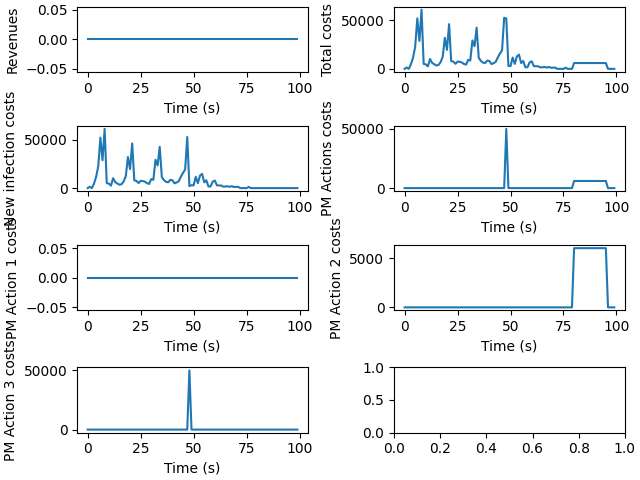 Revenues
0.05
0.00
−0.05
0 25 50 75 100
Time (s)
Total costs
50000
0
0 25 50 75 100
Time (s)
New infection costs
50000
0
0 25 50 75 100
Time (s)
PM Actions costs
50000
0
0 25 50 75 100
Time (s)
PM Action 1 costs
0.05
0.00
−0.05
0 25 50 75 100
Time (s)
PM Action 2 costs
5000
0
0 25 50 75 100
Time (s)
PM Action 3 costs
50000
0
0 25 50 75 100
Time (s)
1.0
0.5
0.0
0.0 0.2 0.4 0.6 0.8 1.0